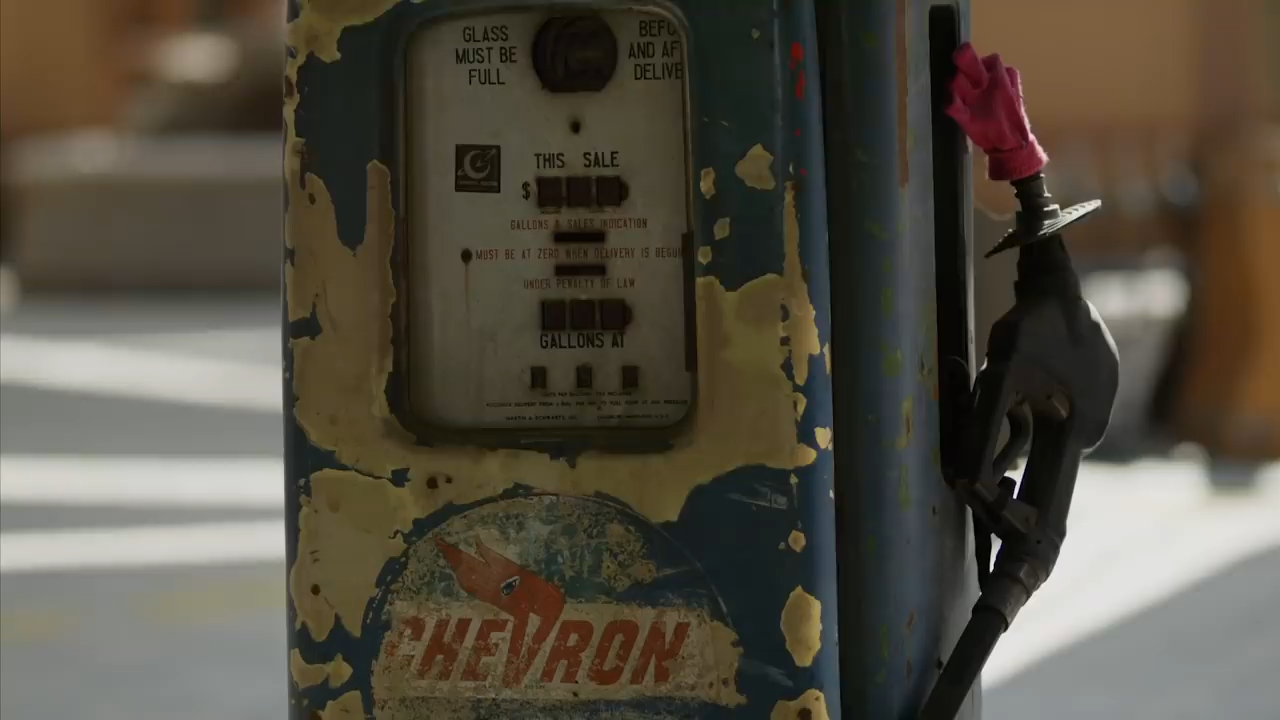 GLASS
MUST BE
FULL
BEFO
AND AF
DELIVE
THIS SALE
$
GALLONS & SALES INDICATION
MUST BE AT ZERO WHEN DELIVERY IS BEGUN
UNDER PENALTY OF LAW
GALLONS AT
CHEVRON